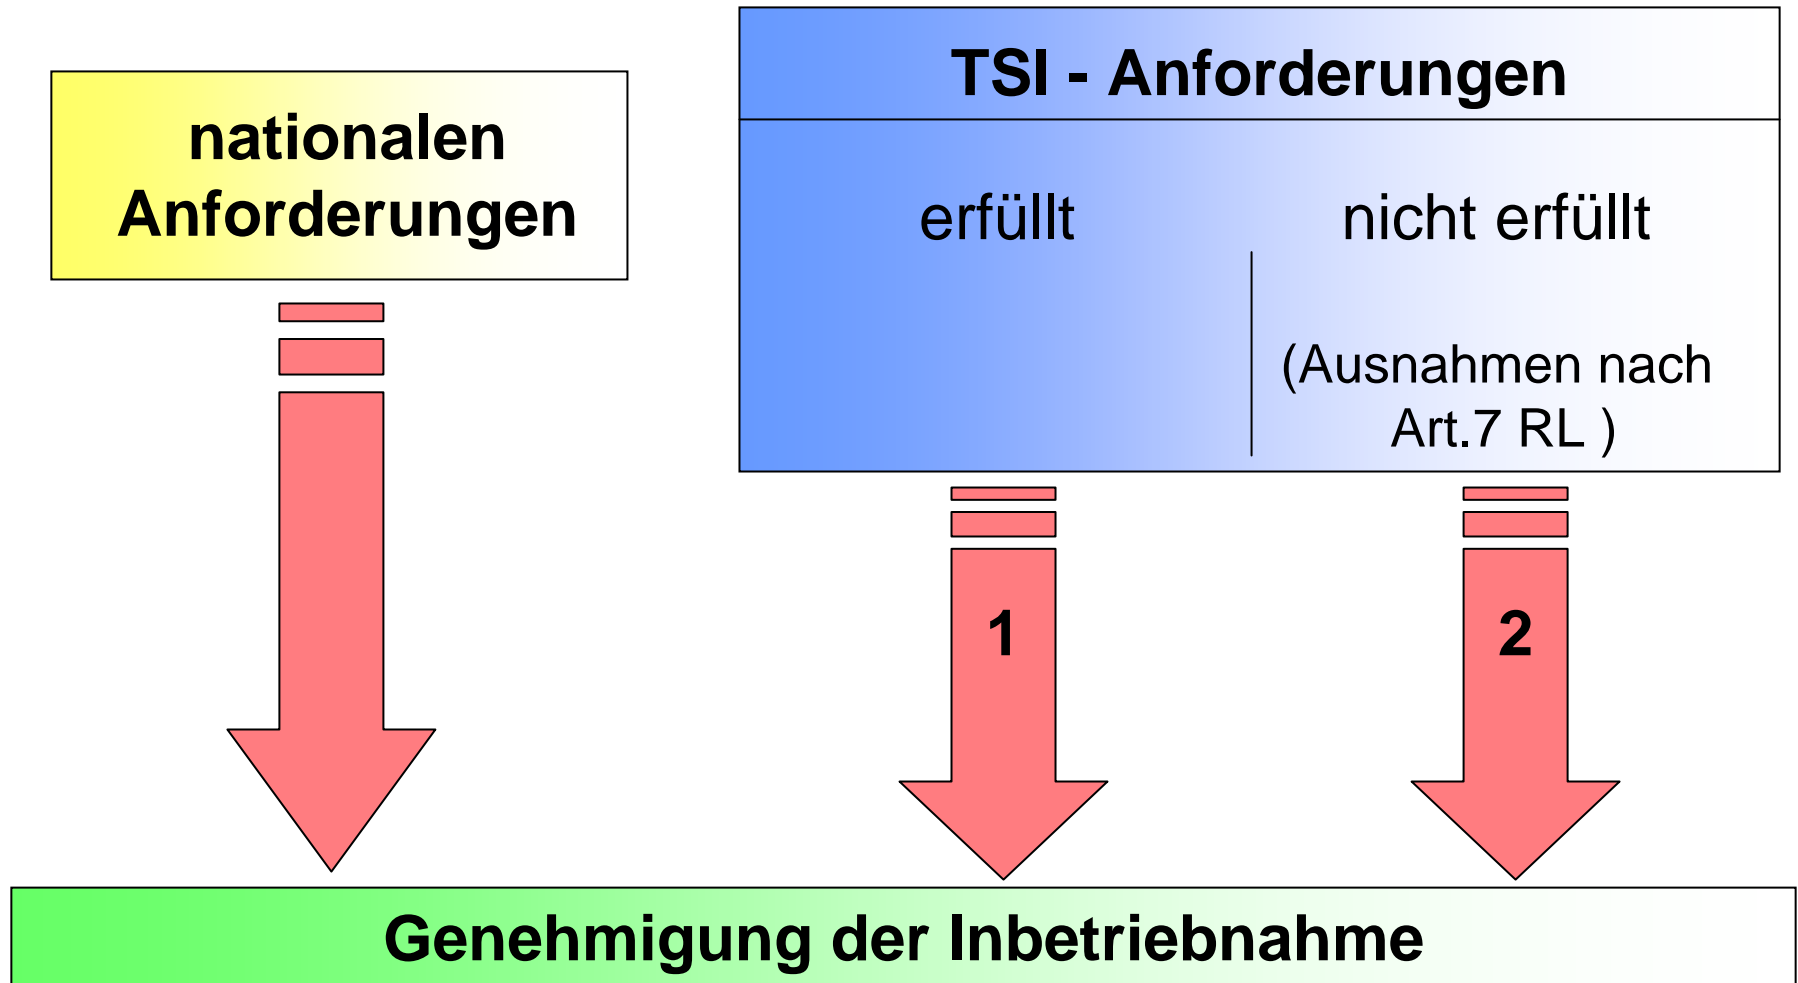 nationalen
Anforderungen
TSI - Anforderungen
erfüllt
nicht erfüllt
(Ausnahmen nach
Art.7 RL )
1
2
Genehmigung der Inbetriebnahme